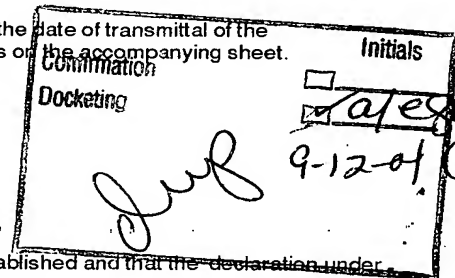 the date of transmittal of the
s on the accompanying sheet.
Initials
Confirmation
Docketing
9-12-01
ablished and that the declaration under